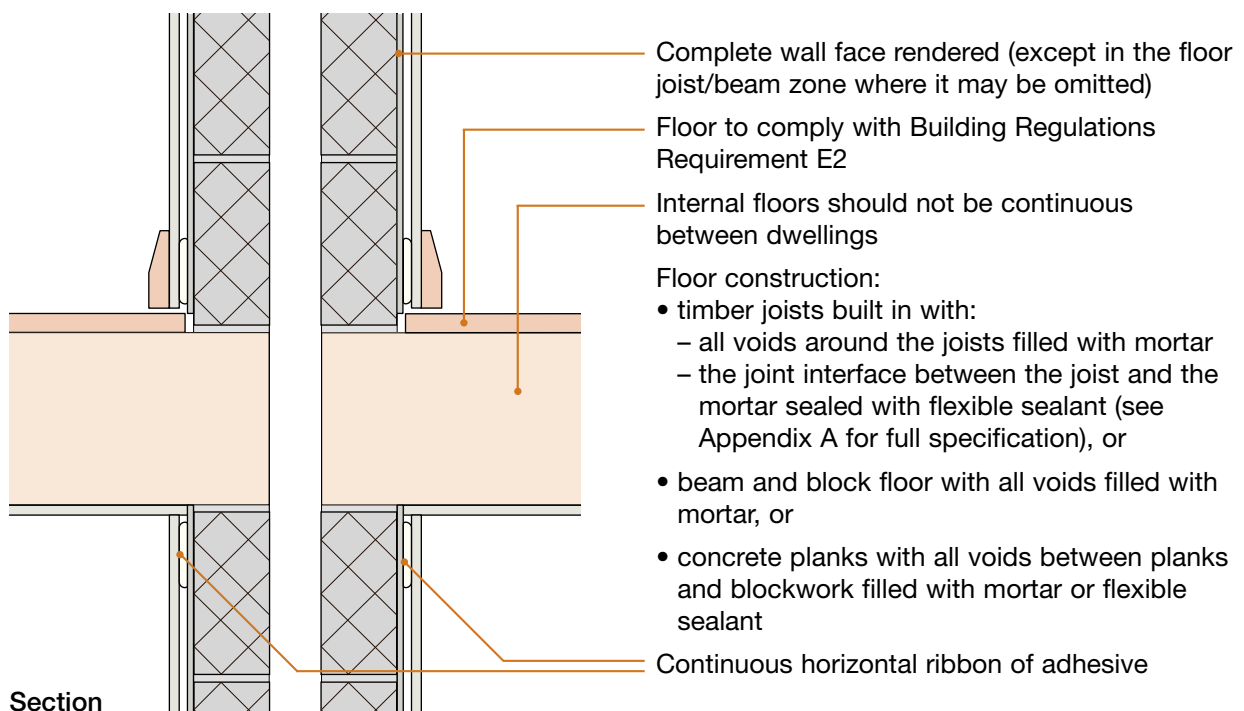 Complete wall face rendered (except in the floor
joist/beam zone where it may be omitted)
Floor to comply with Building Regulations
Requirement E2
Internal floors should not be continuous
between dwellings
Floor construction:
• timber joists built in with:
– all voids around the joists filled with mortar
– the joint interface between the joist and the
mortar sealed with flexible sealant (see
Appendix A for full specification), or
• beam and block floor with all voids filled with
mortar, or
• concrete planks with all voids between planks
and blockwork filled with mortar or flexible
sealant
Continuous horizontal ribbon of adhesive
Section